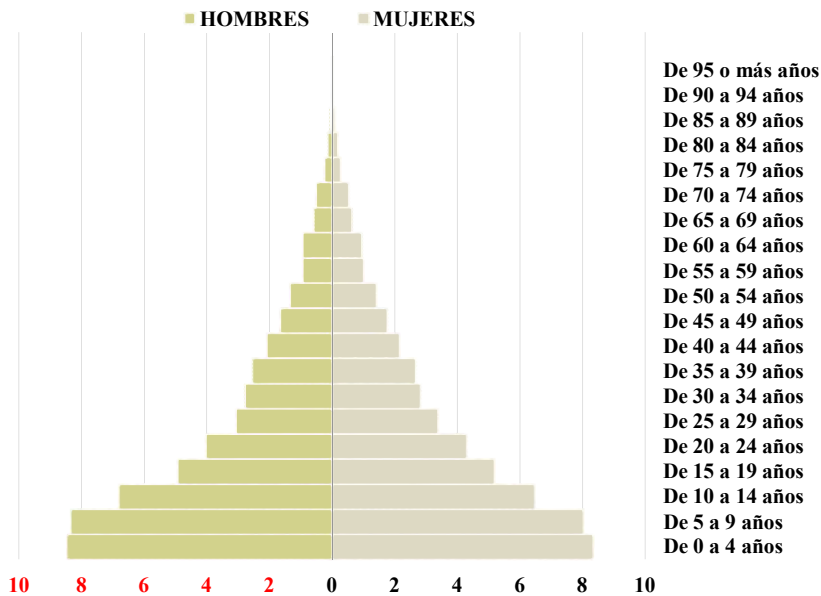 HOMBRES MUJERES
De 95 o más años
De 90 a 94 años
De 85 a 89 años
De 80 a 84 años
De 75 a 79 años
De 70 a 74 años
De 65 a 69 años
De 60 a 64 años
De 55 a 59 años
De 50 a 54 años
De 45 a 49 años
De 40 a 44 años
De 35 a 39 años
De 30 a 34 años
De 25 a 29 años
De 20 a 24 años
De 15 a 19 años
De 10 a 14 años
De 5 a 9 años
De 0 a 4 años
10 8 6 4 2 0 2 4 6 8 10